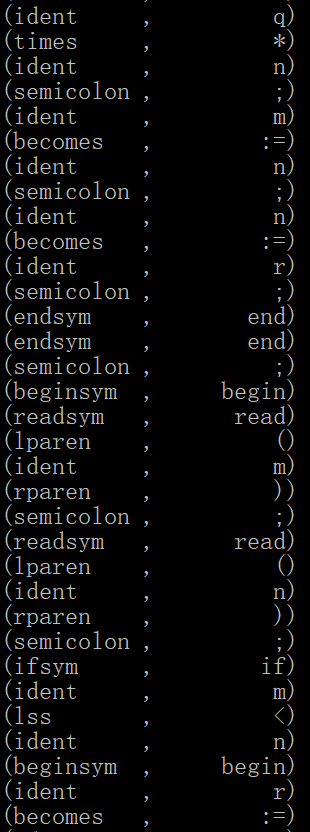 (ident    ,        q)
(times    ,        *)
(ident    ,        n)
(semicolon ,        ;)
(ident    ,        m)
(becomes  ,       :=)
(ident    ,        n)
(semicolon ,        ;)
(ident    ,        n)
(becomes  ,       :=)
(ident    ,        r)
(semicolon ,        ;)
(endsym   ,      end)
(endsym   ,      end)
(semicolon ,        ;)
(beginsym ,    begin)
(readsym  ,     read)
(lparen   ,        ()
(ident    ,        m)
(rparen   ,        ))
(semicolon ,        ;)
(readsym  ,     read)
(lparen   ,        ()
(ident    ,        n)
(rparen   ,        ))
(semicolon ,        ;)
(ifsym    ,       if)
(ident    ,        m)
(lss      ,        <)
(ident    ,        n)
(beginsym ,    begin)
(ident    ,        r)
(becomes  ,       :=)